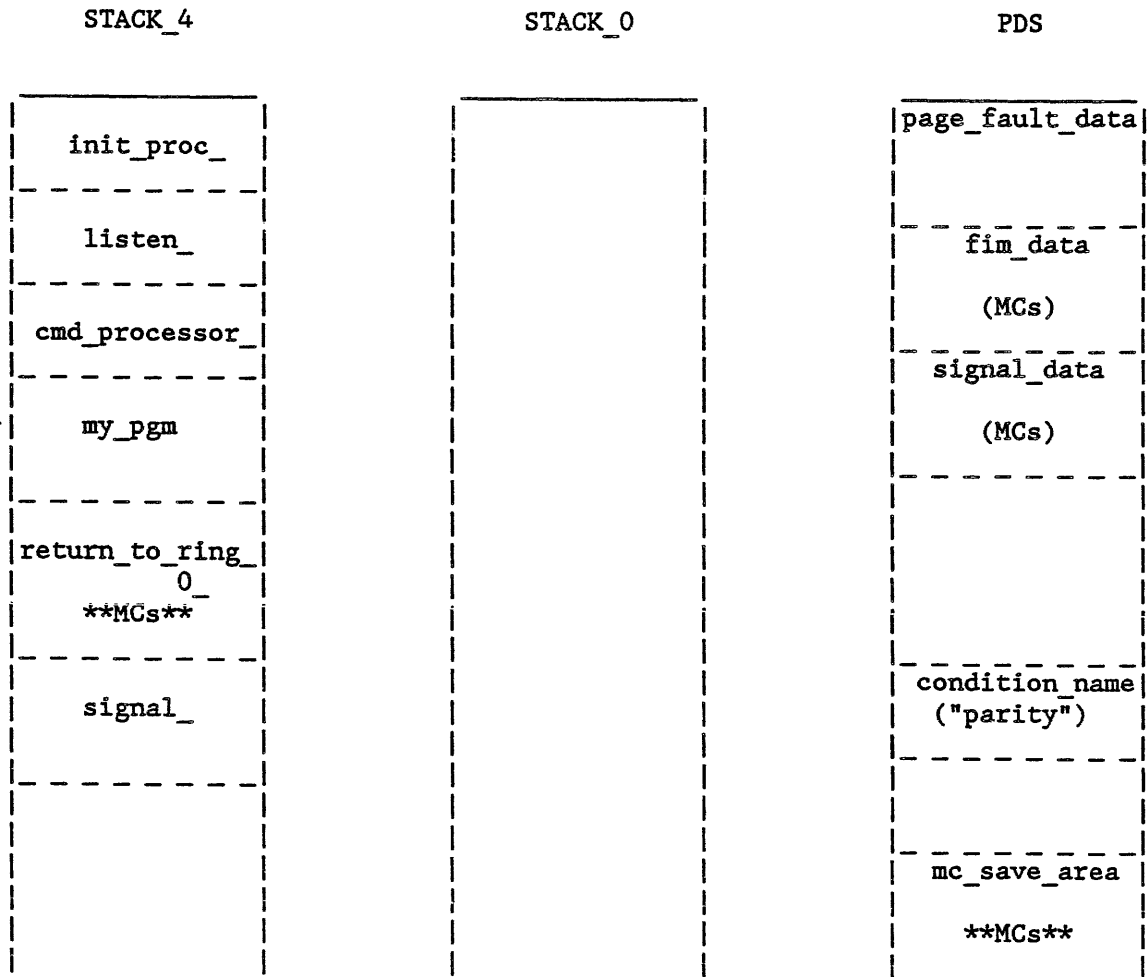 STACK_4
STACK_0
PDS
init_proc_
listen_
cmd_processor_
my_pgm
return_to_ring_
0_
**MCs**
signal_
page_fault_data
fim_data
(MCs)
signal_data
(MCs)
condition_name
("parity")
mc_save_area
**MCs**